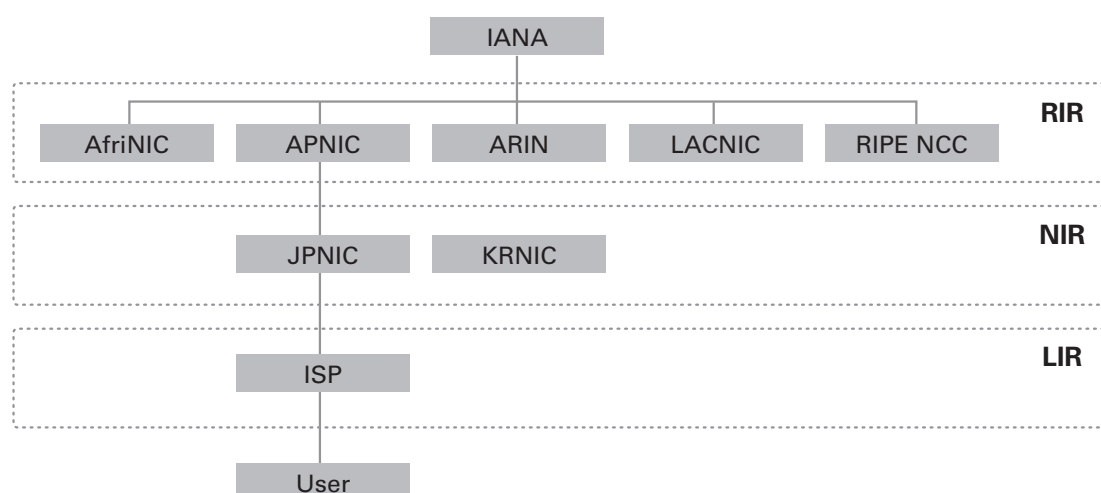 IANA
RIR
AfriNIC APNIC ARIN LACNIC RIPE NCC
NIR
JPNIC KRNIC
LIR
ISP
User